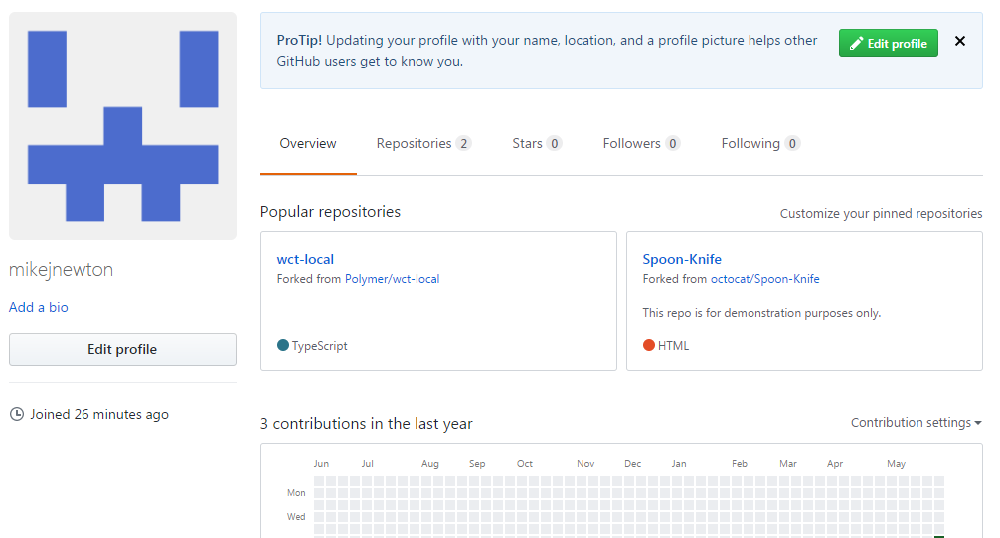 ProTip! Updating your profile with your name, location, and a profile picture helps other
GitHub users get to know you.
Edit profile
Overview Repositories 2 Stars 0 Followers 0 Following 0
mikejnewton
Add a bio
Edit profile
Joined 26 minutes ago
Popular repositories
Customize your pinned repositories
wct-local
Forked from Polymer/wct-local
TypeScript
Spoon-Knife
Forked from octocat/Spoon-Knife
This repo is for demonstration purposes only.
HTML
3 contributions in the last year
Contribution settings
Jun Jul Aug Sep Oct Nov Dec Jan Feb Mar Apr May
Mon
Wed